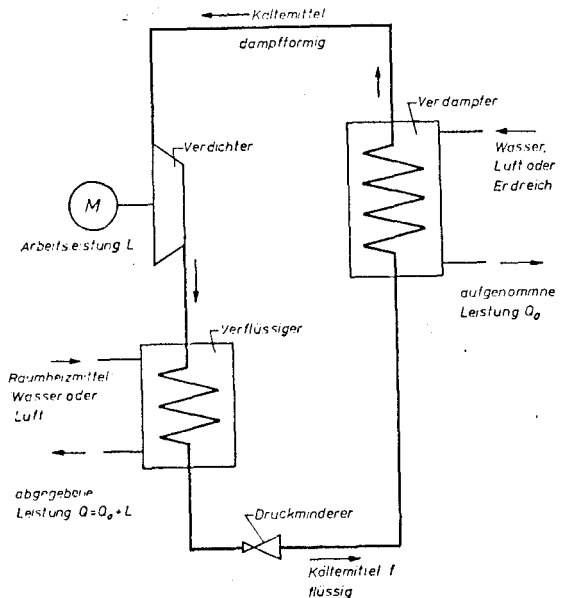 Kältemittel
dampfförmig
Verdampfer
Verdichter
Wasser,
Luft oder
Erdreich
M
Arbeitsleistung L
aufgenommne
Leistung Q₀
Verflüssiger
Raumheizmittel
Wasser oder
Luft
abgegebene
Leistung Q=Q₀+L
Druckminderer
Kältemittel f
flüssig